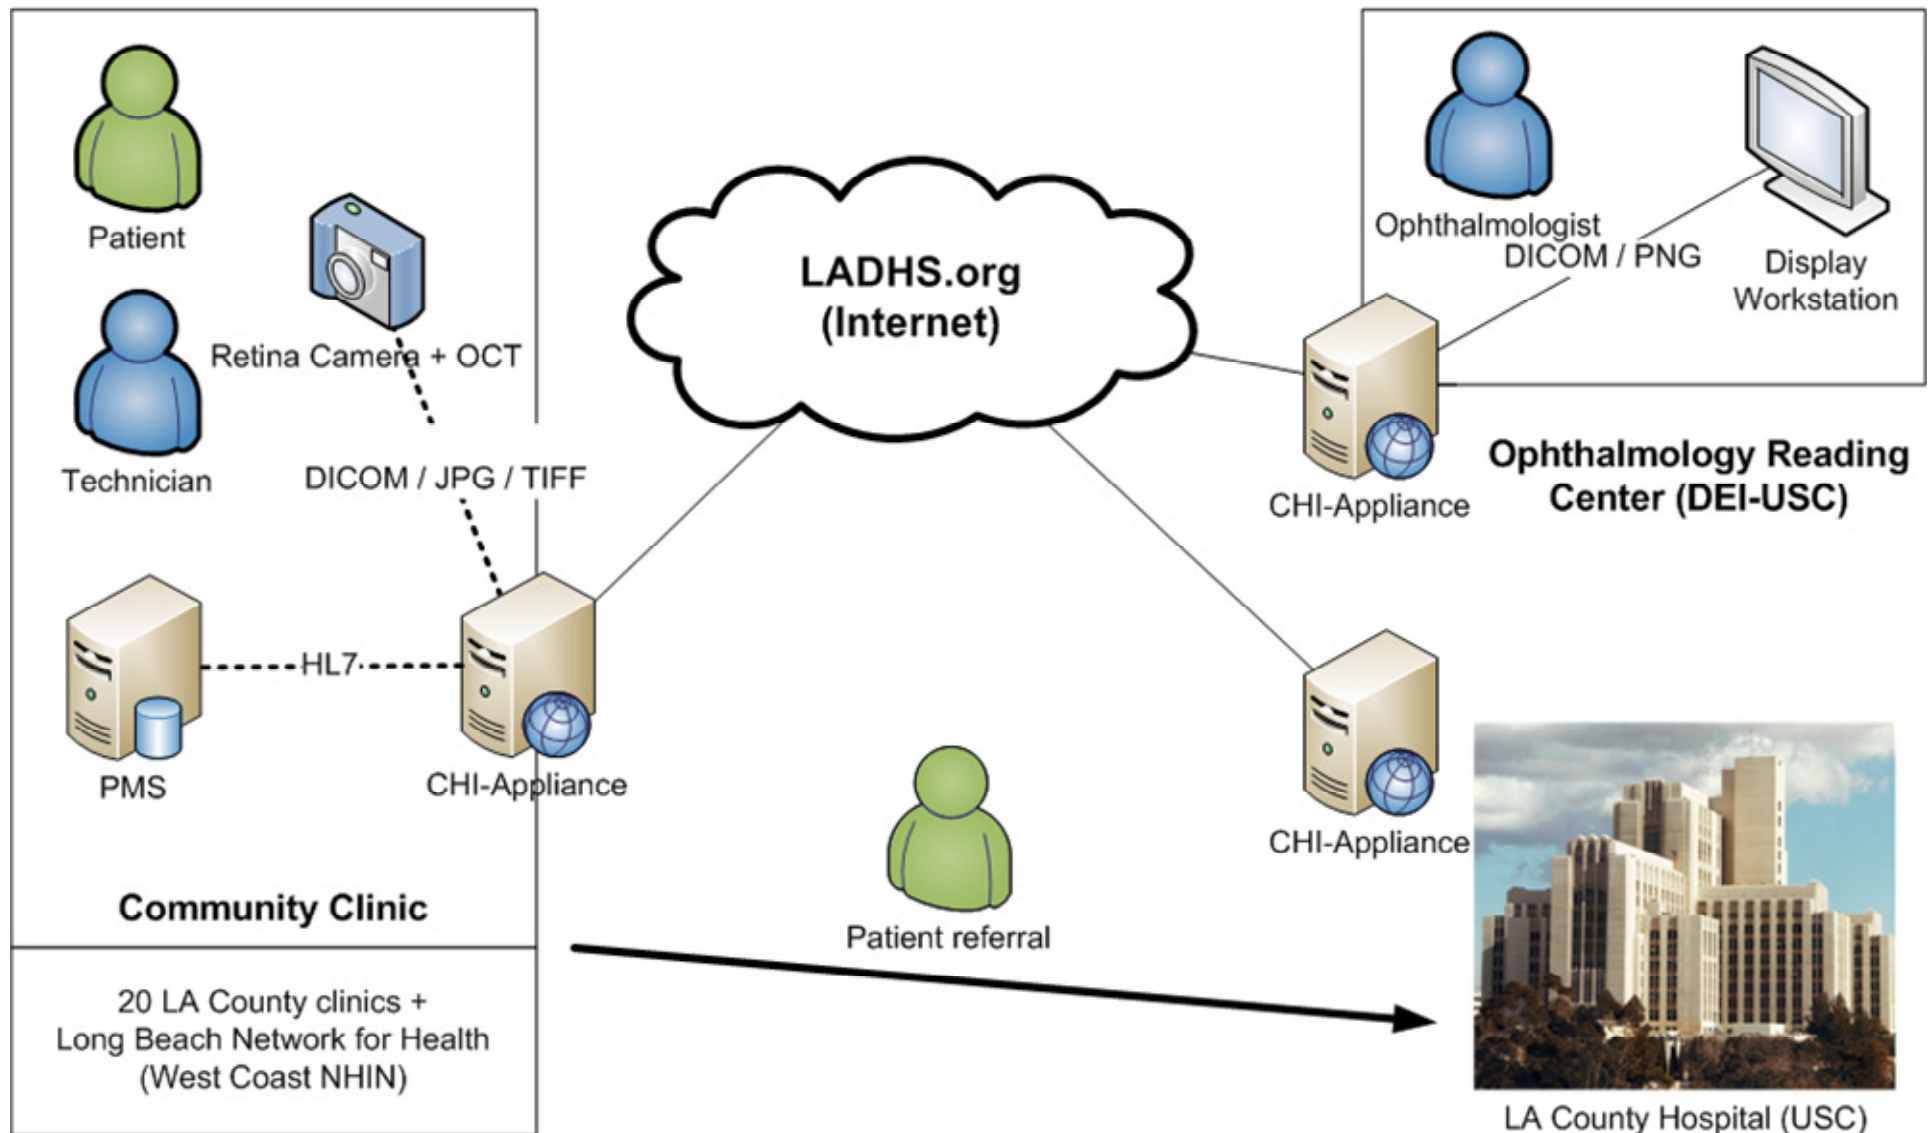 Patient
Retina Camera + OCT
Technician
DICOM / JPG / TIFF
HL7
PMS
CHI-Appliance
Community Clinic
20 LA County clinics +
Long Beach Network for Health
(West Coast NHIN)
LADHS.org
(Internet)
Patient referral
Ophthalmologist
DICOM / PNG
Display
Workstation
CHI-Appliance
Ophthalmology Reading
Center (DEI-USC)
CHI-Appliance
LA County Hospital (USC)